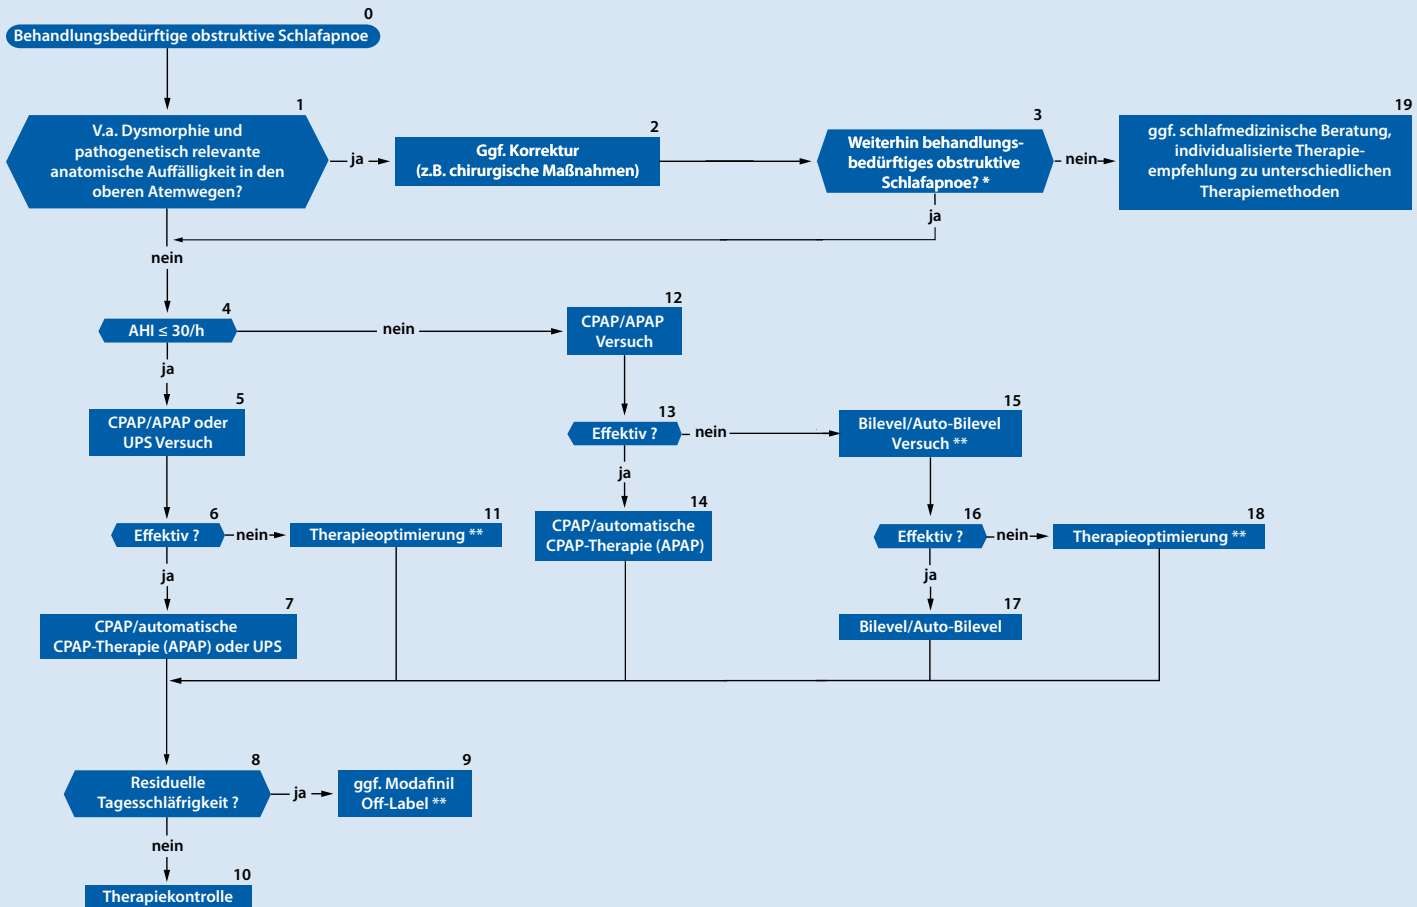 0
Behandlungsbedürftige obstruktive Schlafapnoe
1
V.a. Dysmorphie und
pathogenetisch relevante
anatomische Auffälligkeit in den
oberen Atemwegen?
ja
2
Ggf. Korrektur
(z.B. chirurgische Maßnahmen)
3
Weiterhin behandlungs-
bedürftiges obstruktive
Schlafapnoe? *
nein
19
ggf. schlafmedizinische Beratung,
individualisierte Therapie-
empfehlung zu unterschiedlichen
Therapiemethoden
ja
nein
4
AHI ≤ 30/h
nein
12
CPAP/APAP
Versuch
ja
5
CPAP/APAP oder
UPS Versuch
13
Effektiv ?
nein
15
Bilevel/Auto-Bilevel
Versuch **
ja
6
Effektiv ?
nein
11
Therapieoptimierung **
14
CPAP/automatische
CPAP-Therapie (APAP)
16
Effektiv ?
nein
18
Therapieoptimierung **
ja
ja
7
CPAP/automatische
CPAP-Therapie (APAP) oder UPS
17
Bilevel/Auto-Bilevel
8
Residuelle
Tagesschläfrigkeit ?
ja
9
ggf. Modafinil
Off-Label **
nein
10
Therapiekontrolle